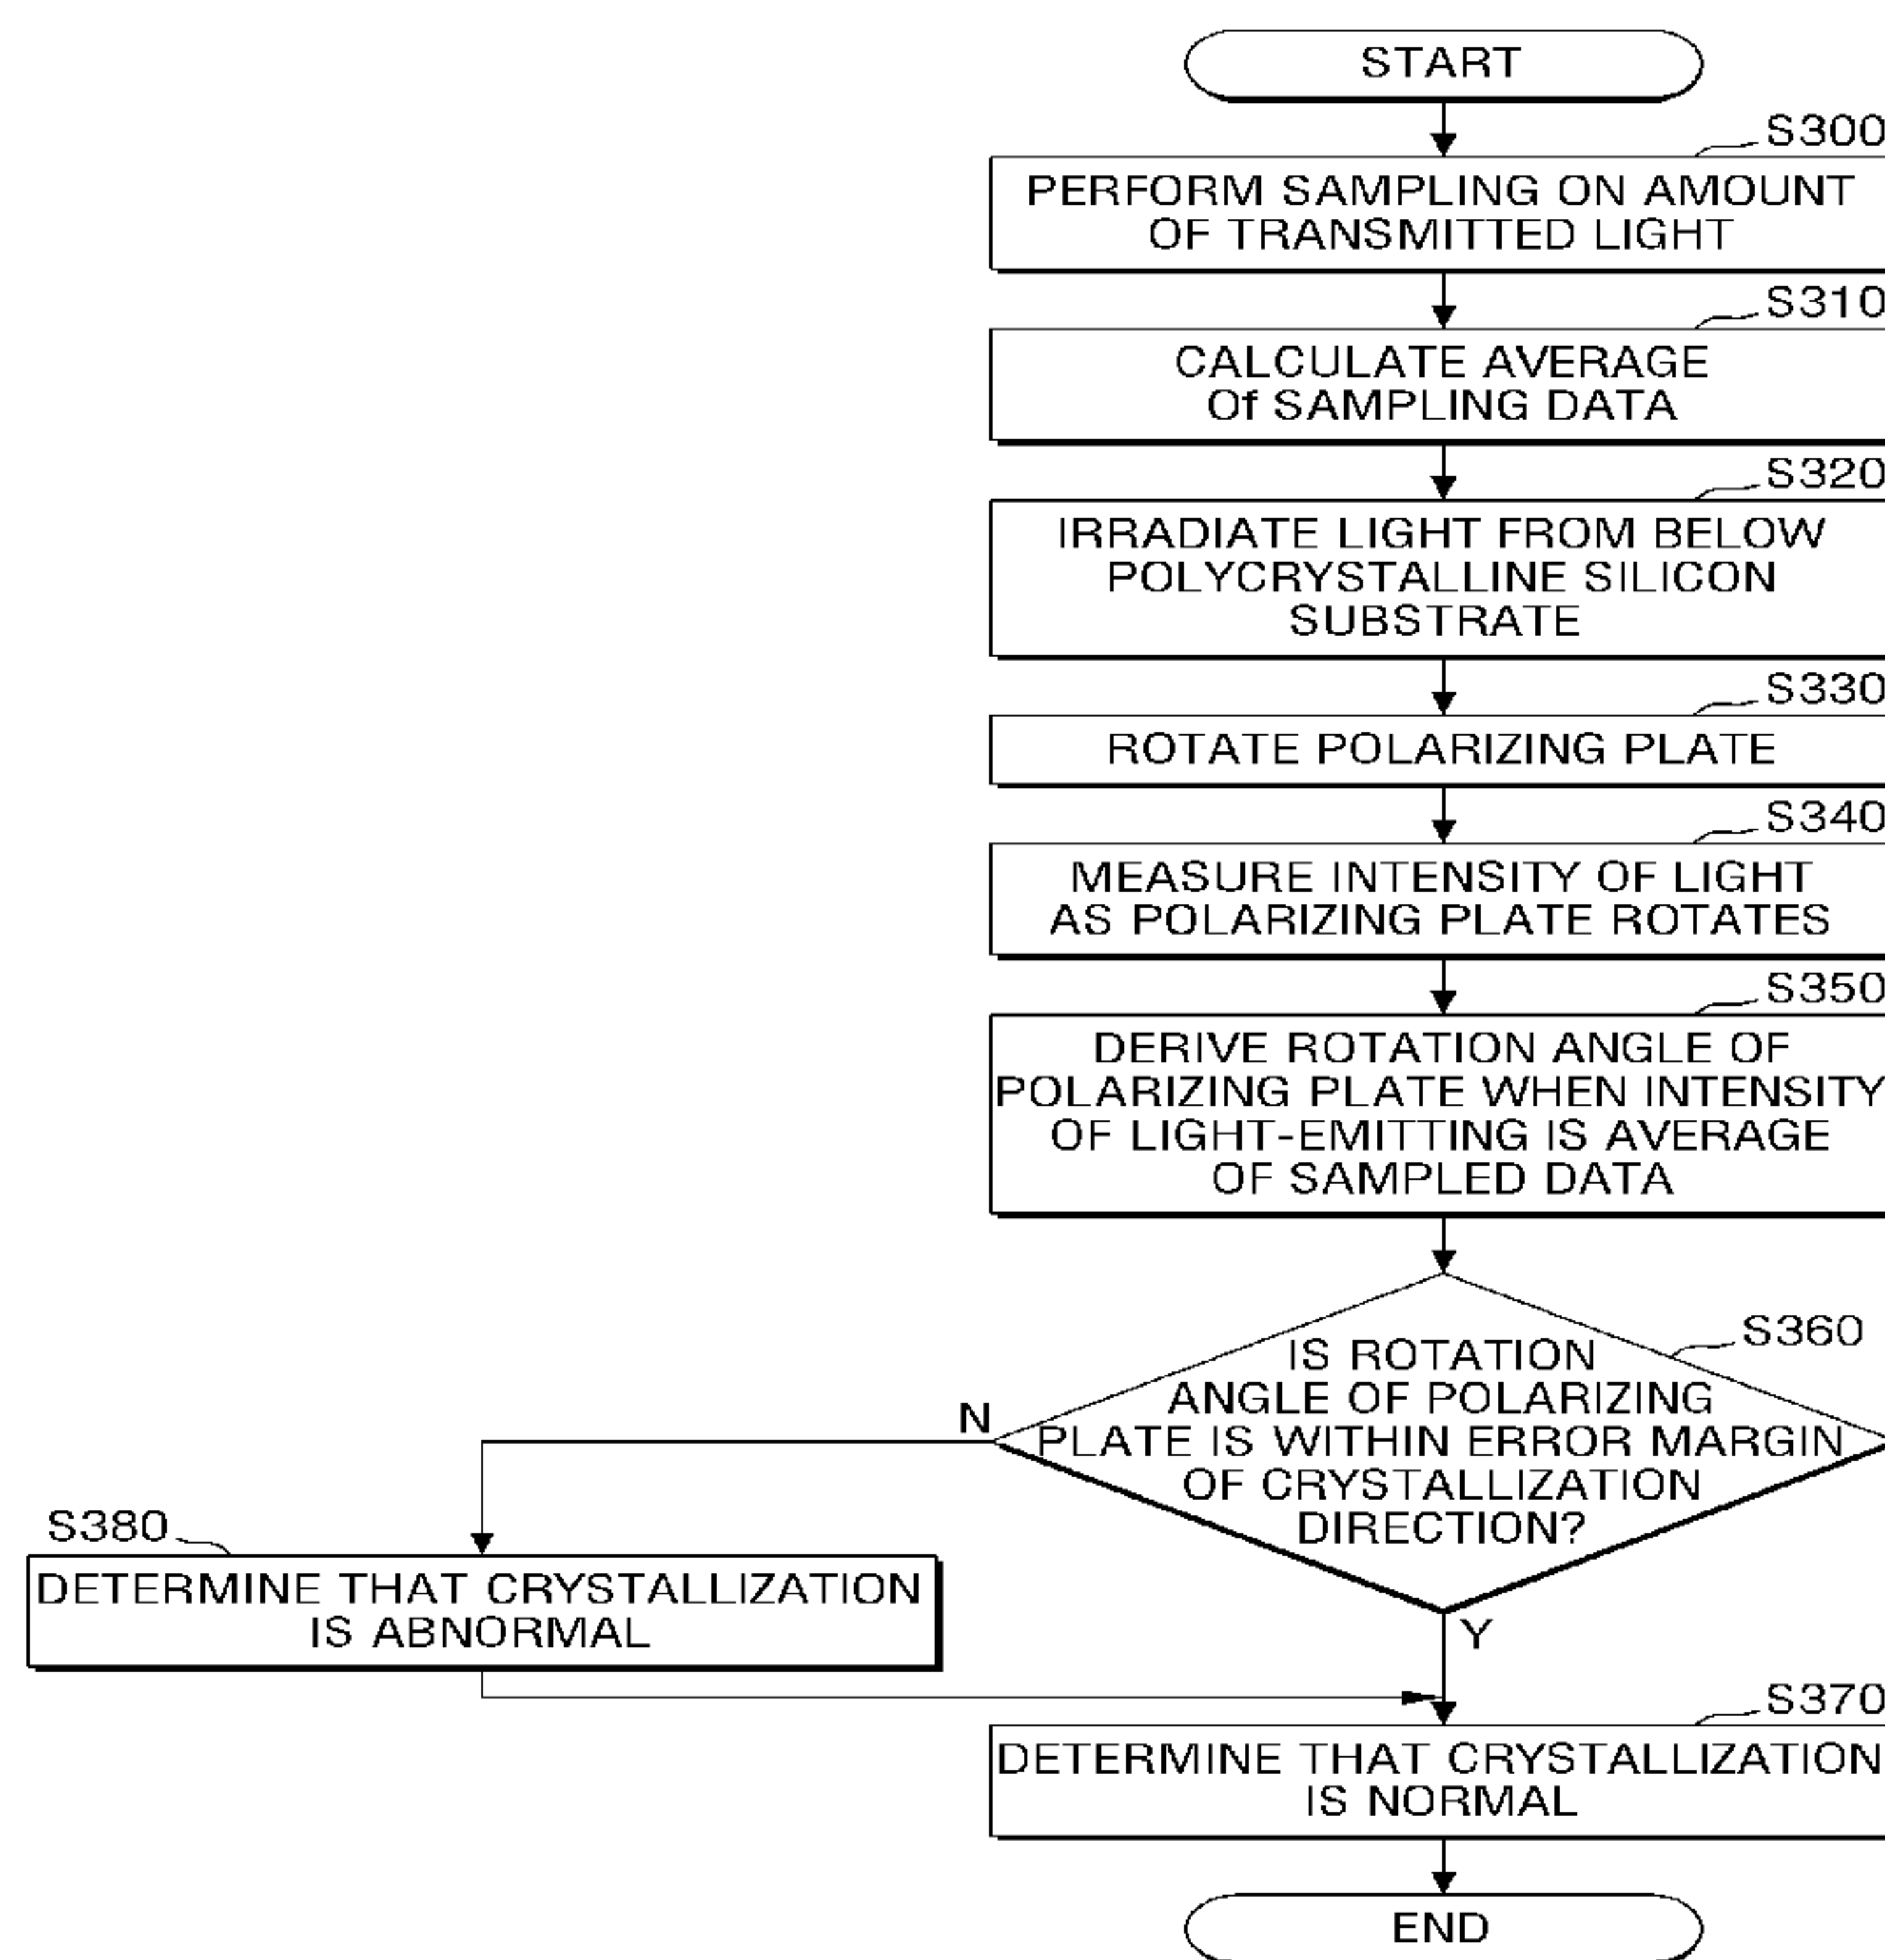 START
S300
PERFORM SAMPLING ON AMOUNT
OF TRANSMITTED LIGHT
S310
CALCULATE AVERAGE
Of SAMPLING DATA
S320
IRRADIATE LIGHT FROM BELOW
POLYCRYSTALLINE SILICON
SUBSTRATE
S330
ROTATE POLARIZING PLATE
S340
MEASURE INTENSITY OF LIGHT
AS POLARIZING PLATE ROTATES
S350
DERIVE ROTATION ANGLE OF
POLARIZING PLATE WHEN INTENSITY
OF LIGHT-EMITTING IS AVERAGE
OF SAMPLED DATA
S360
IS ROTATION
ANGLE OF POLARIZING
PLATE IS WITHIN ERROR MARGIN
OF CRYSTALLIZATION
DIRECTION?
N
S380
DETERMINE THAT CRYSTALLIZATION
IS ABNORMAL
Y
S370
DETERMINE THAT CRYSTALLIZATION
IS NORMAL
END